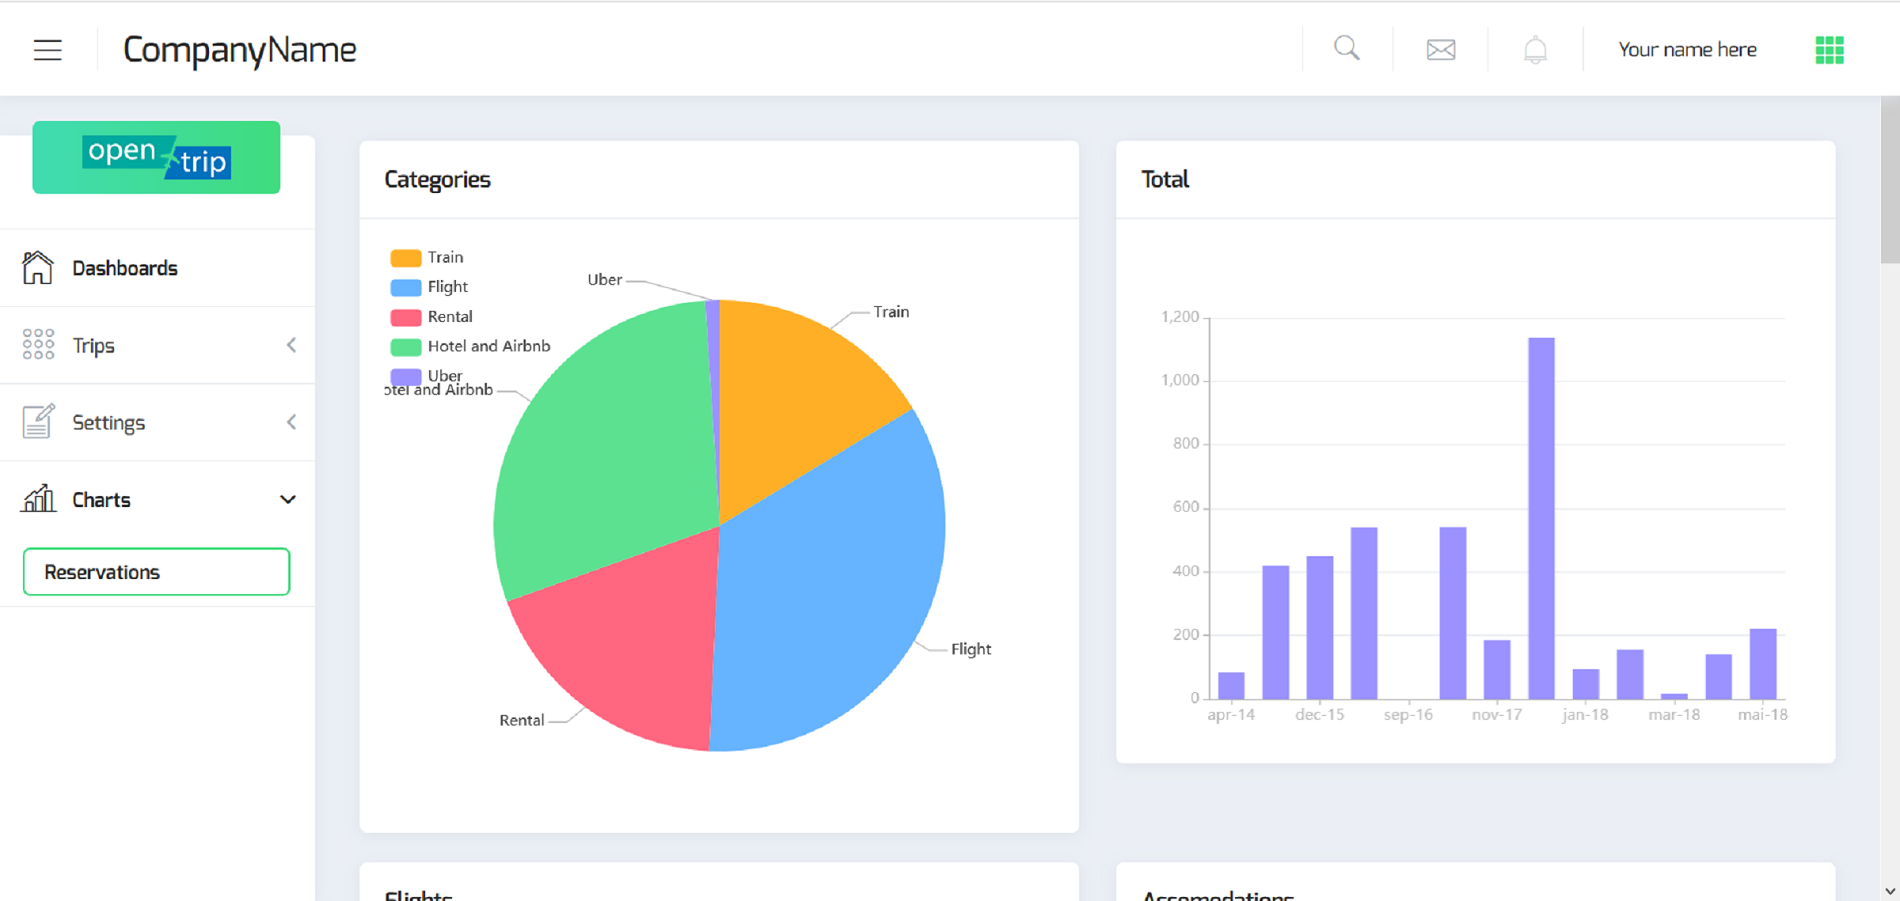 CompanyName
Your name here
open
trip
Dashboards
Trips
Settings
Charts
Reservations
Categories
Train
Flight
Rental
Hotel and Airbnb
Uber
Uber
Train
otel and Airbnb
Flight
Rental
Total
1,200
1,000
800
600
400
200
0
apr-14 dec-15 sep-16 nov-17 jan-18 mar-18 mai-18
Flights
Accomodations